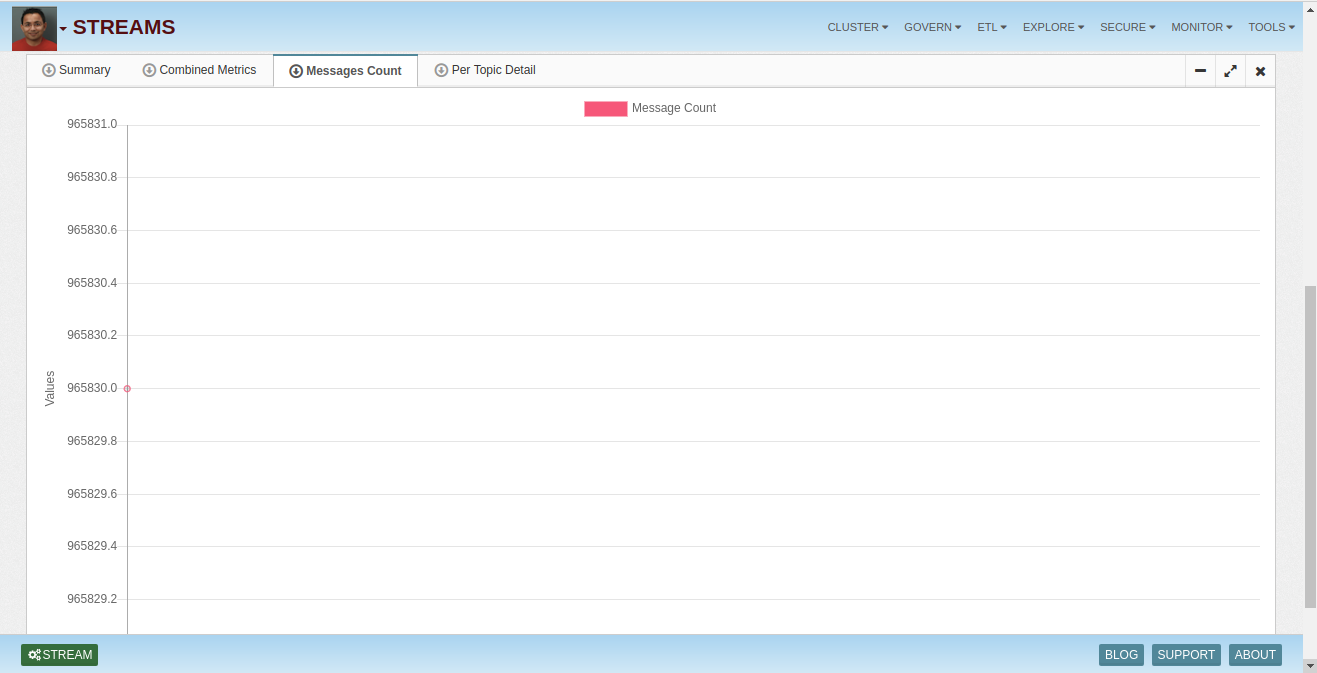 STREAMS
CLUSTER GOVERN ETL EXPLORE SECURE MONITOR TOOLS
Summary Combined Metrics Messages Count Per Topic Detail
Message Count
965831.0
965830.8
965830.6
965830.4
965830.2
Values
965830.0
965829.8
965829.6
965829.4
965829.2
STREAM
BLOG SUPPORT ABOUT